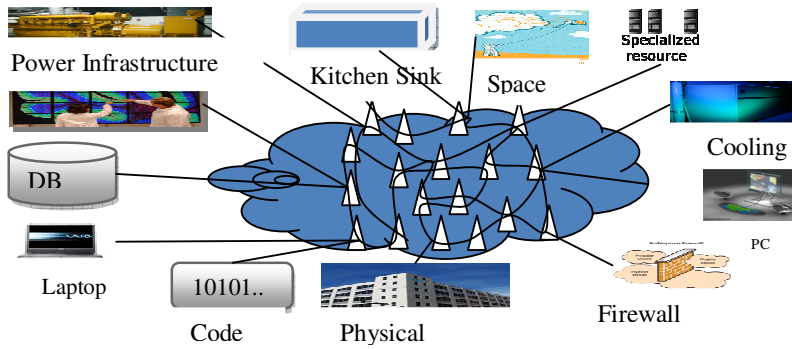 Specialized
resource
Power Infrastructure
Kitchen Sink
Space
Cooling
DB
PC
Laptop
10101..
Firewall
Code
Physical